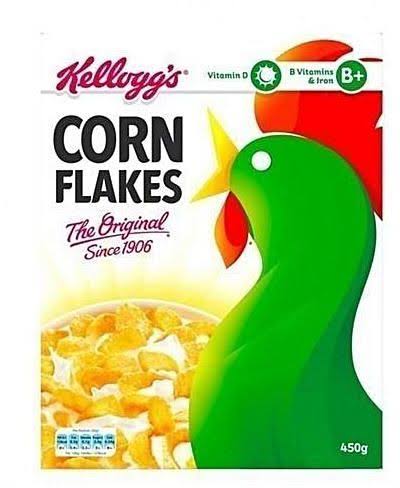 Kellogg's®
Vitamin D
B Vitamins
& Iron
B+
CORN
FLAKES
The Original
Since 1906
450g